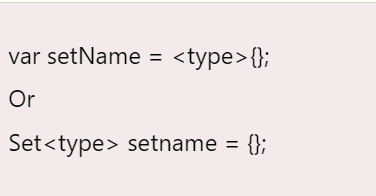 var setName = <type>{};
Or
Set<type> setname = {};